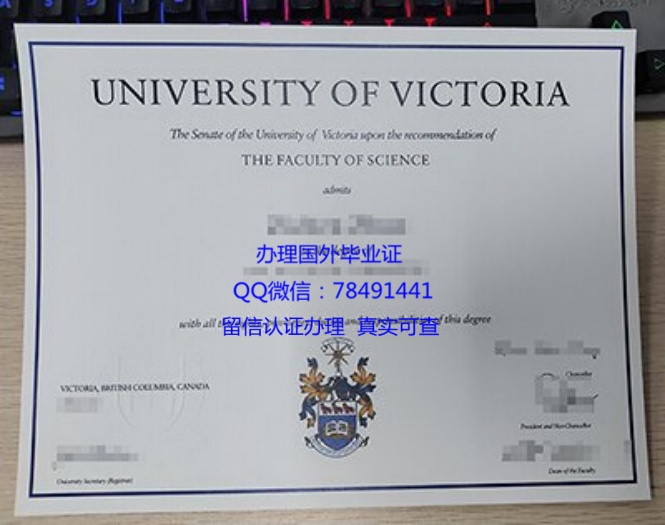 UNIVERSITY OF VICTORIA
The Senate of the University of Victoria upon the recommendation of
THE FACULTY OF SCIENCE
admits
办理国外毕业证
QQ微信：78491441
with all the of this degree
留信认证办理 真实可查
VICTORIA, BRITISH COLUMBIA, CANADA
Chancellor
President and Vice-Chancellor
University Secretary (Registrar)
Dean of the Faculty